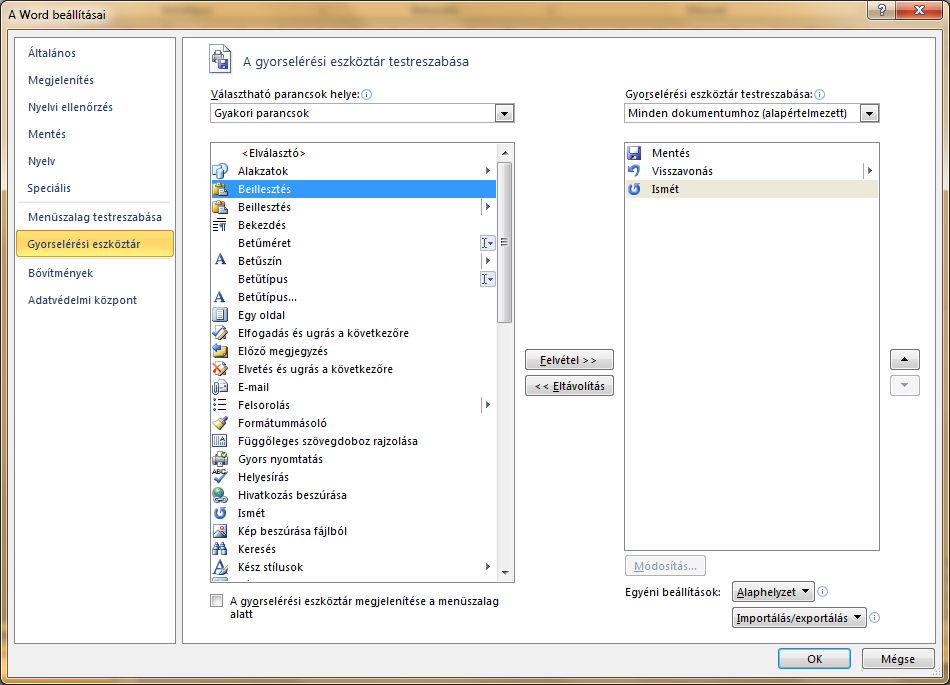 A Word beállításai
Általános
Megjelenítés
Nyelvi ellenőrzés
Mentés
Nyelv
Speciális
Menüszalag testreszabása
Gyorselérési eszköztár
Bővítmények
Adatvédelmi központ
A gyorselérési eszköztár testreszabása
Választható parancsok helye:
Gyakori parancsok
<Elválasztó>
Alakzatok
Beillesztés
Beillesztés
Bekezdés
Betűméret
Betűszín
Betűtípus
Betűtípus...
Egy oldal
Elfogadás és ugrás a következőre
Előző megjegyzés
Elvetés és ugrás a következőre
E-mail
Felsorolás
Formátummásoló
Függőleges szövegdoboz rajzolása
Gyors nyomtatás
Helyesírás
Hivatkozás beszúrása
Ismét
Kép beszúrása fájlból
Keresés
Kész stílusok
A gyorselérési eszköztár megjelenítése a menüszalag
alatt
Felvétel >>
<< Eltávolítás
Gyorselérési eszköztár testreszabása:
Minden dokumentumhoz (alapértelmezett)
Mentés
Visszavonás
Ismét
Módosítás...
Egyéni beállítások:
Alaphelyzet
Importálás/exportálás
OK
Mégse